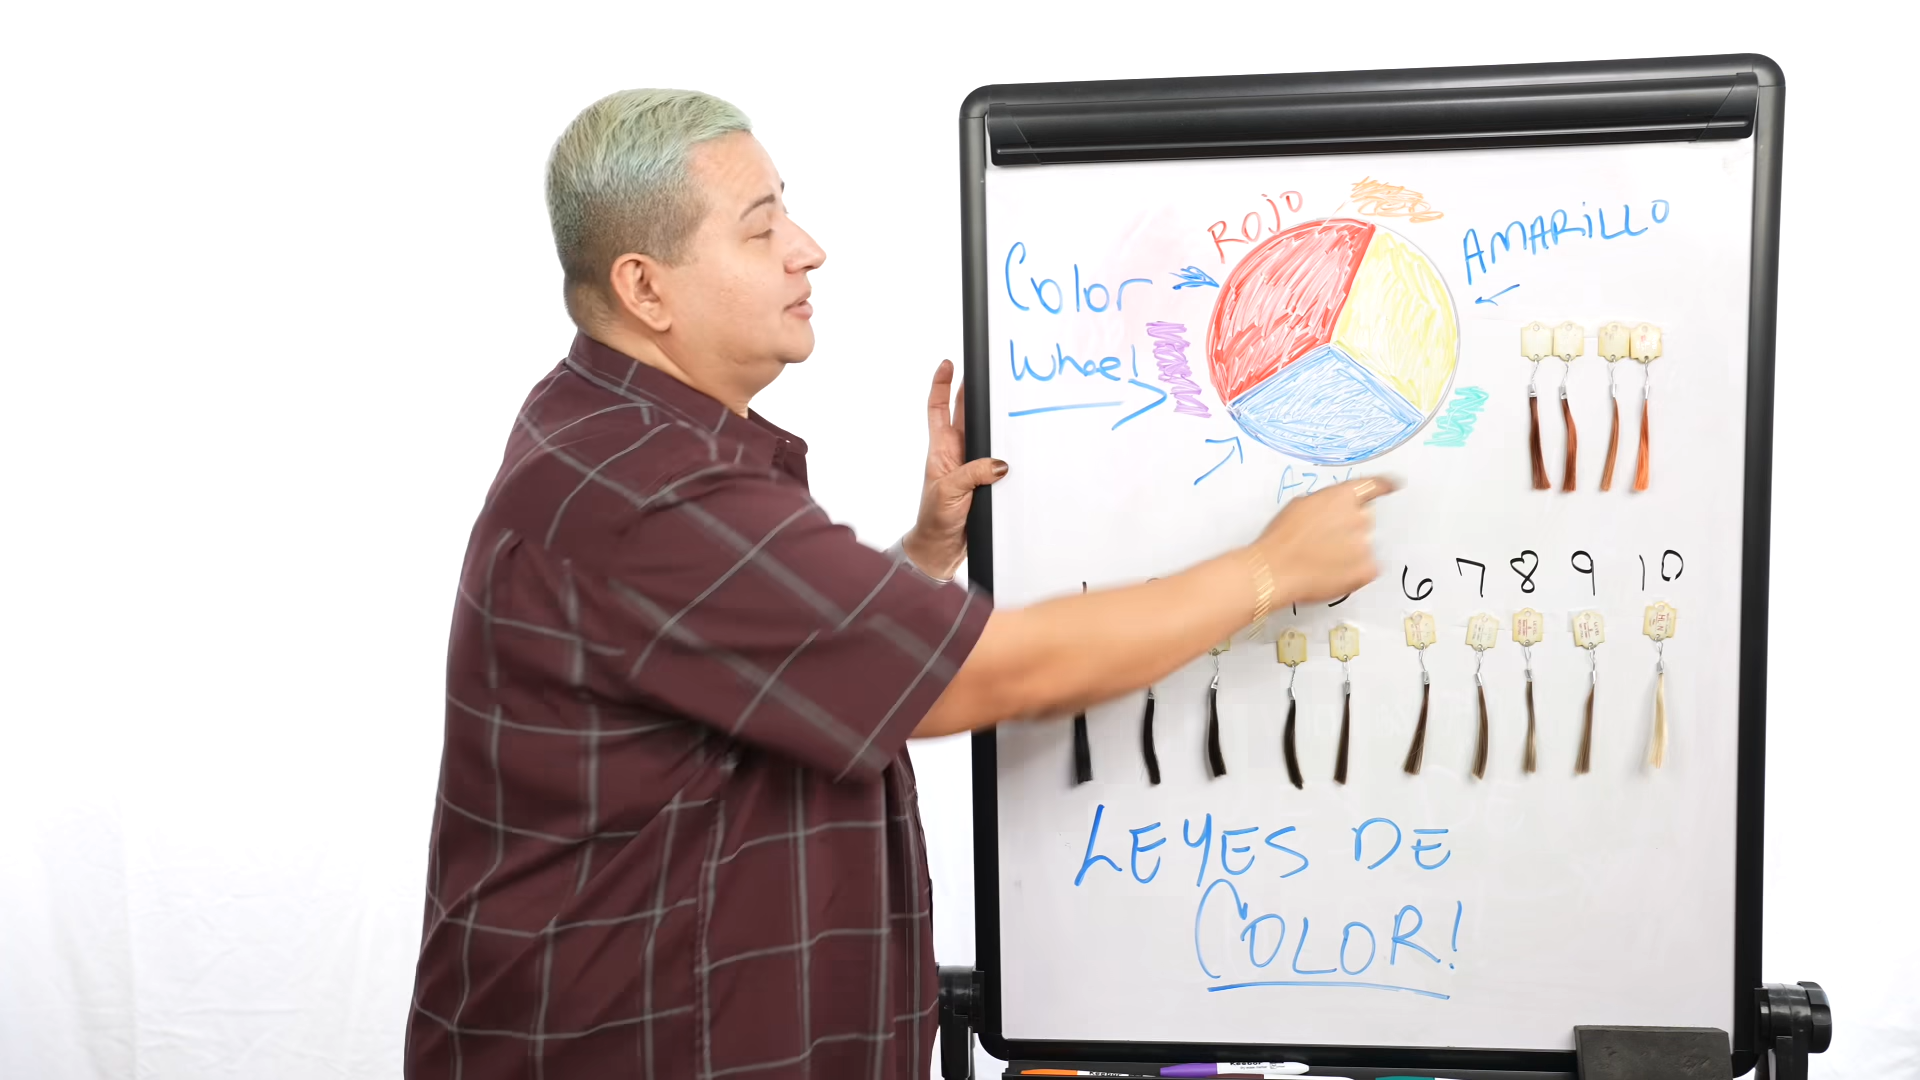 ROJO
AMARiLLO
Color
Wheel
6 7 8 9 10
LEYES DE
COLOR!